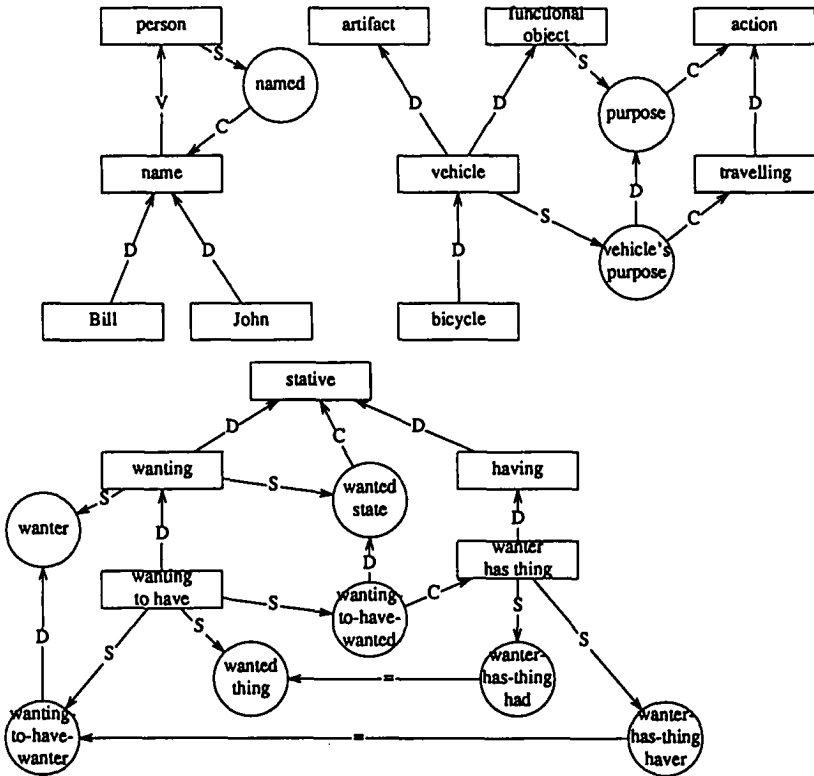 person
artifact
functional
object
action
S
S
named
C
purpose
V
D
D
C
D
name
vehicle
D
travelling
S
C
D
D
D
vehicle's
purpose
Bill
John
bicycle
stative
D
C
D
wanting
having
S
S
wanted
state
wanter
D
D
D
wanter
has thing
wanting
to have
S
wanting-
to-have-
wanted
C
S
S
S
S
D
wanted
thing
=
wanter-
has-thing
had
wanting-
to-have-
wanter
=
wanter-
has-thing
haver